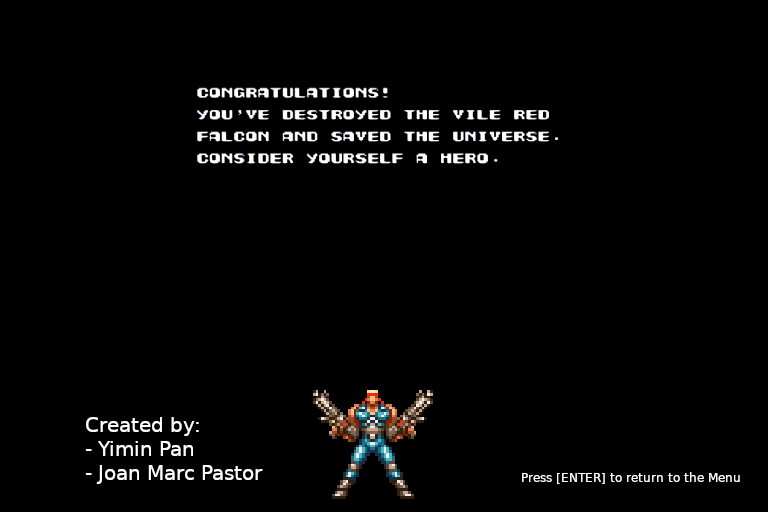 CONGRATULATIONS!
YOU'VE DESTROYED THE VILE RED
FALCON AND SAVED THE UNIVERSE.
CONSIDER YOURSELF A HERO.
Created by:
- Yimin Pan
- Joan Marc Pastor
Press [ENTER] to return to the Menu